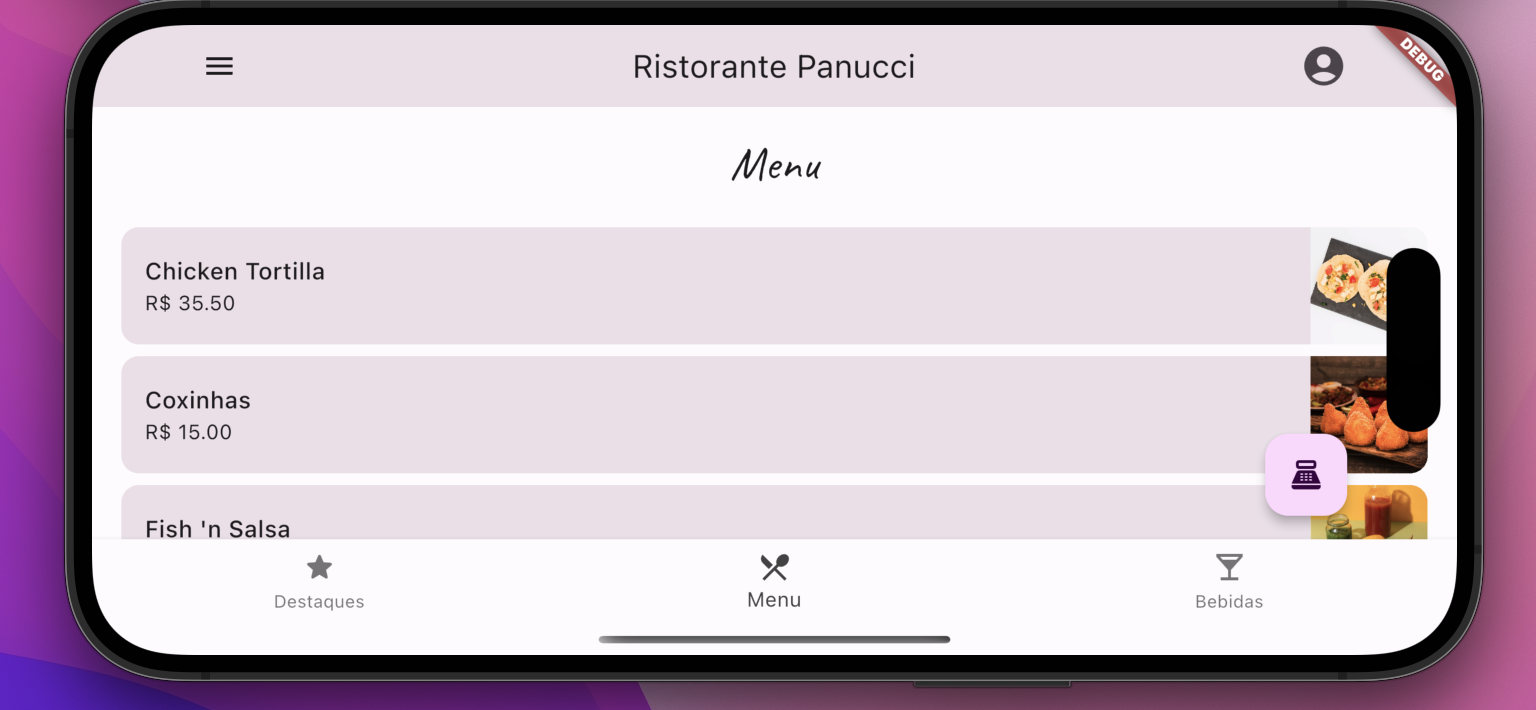 Ristorante Panucci
DEBUG
Menu
Chicken Tortilla
R$ 35.50
Coxinhas
R$ 15.00
Fish 'n Salsa
Destaques
Menu
Bebidas